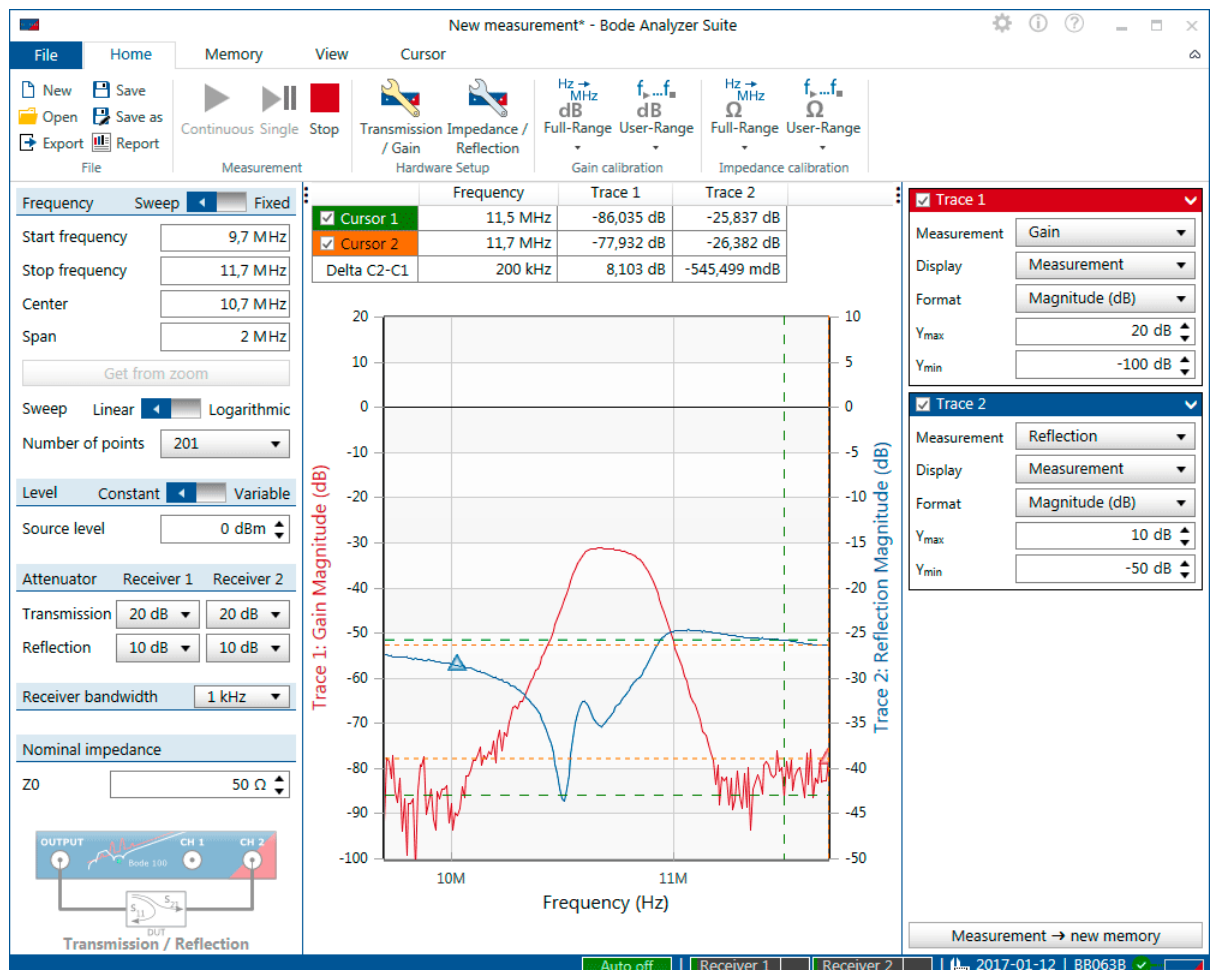 New measurement* - Bode Analyzer Suite
File Home Memory View Cursor
New Save
Open Save as
Export Report
File
Continuous Single Stop
Measurement
Transmission / Gain
Impedance / Reflection
Hardware Setup
Hz → MHz dB Full-Range
f▸...f■ dB User-Range
Gain calibration
Hz → MHz Ω Full-Range
f▸...f■ Ω User-Range
Impedance calibration
Frequency Sweep Fixed
Start frequency 9,7 MHz
Stop frequency 11,7 MHz
Center 10,7 MHz
Span 2 MHz
Get from zoom
Sweep Linear Logarithmic
Number of points 201
Level Constant Variable
Source level 0 dBm
Attenuator Receiver 1 Receiver 2
Transmission 20 dB 20 dB
Reflection 10 dB 10 dB
Receiver bandwidth 1 kHz
Nominal impedance
Z0 50 Ω
OUTPUT CH 1 CH 2
Bode 100
S11 S21
DUT
Transmission / Reflection
Frequency Trace 1 Trace 2
Cursor 1 11,5 MHz -86,035 dB -25,837 dB
Cursor 2 11,7 MHz -77,932 dB -26,382 dB
Delta C2-C1 200 kHz 8,103 dB -545,499 mdB
Trace 1: Gain Magnitude (dB)
20
10
0
-10
-20
-30
-40
-50
-60
-70
-80
-90
-100
10
5
0
-5
-10
-15
-20
-25
-30
-35
-40
-45
-50
Trace 2: Reflection Magnitude (dB)
10M 11M
Frequency (Hz)
Trace 1
Measurement Gain
Display Measurement
Format Magnitude (dB)
Ymax 20 dB
Ymin -100 dB
Trace 2
Measurement Reflection
Display Measurement
Format Magnitude (dB)
Ymax 10 dB
Ymin -50 dB
Measurement → new memory
Auto off | Receiver 1 Receiver 2 | 2017-01-12 | BB063B